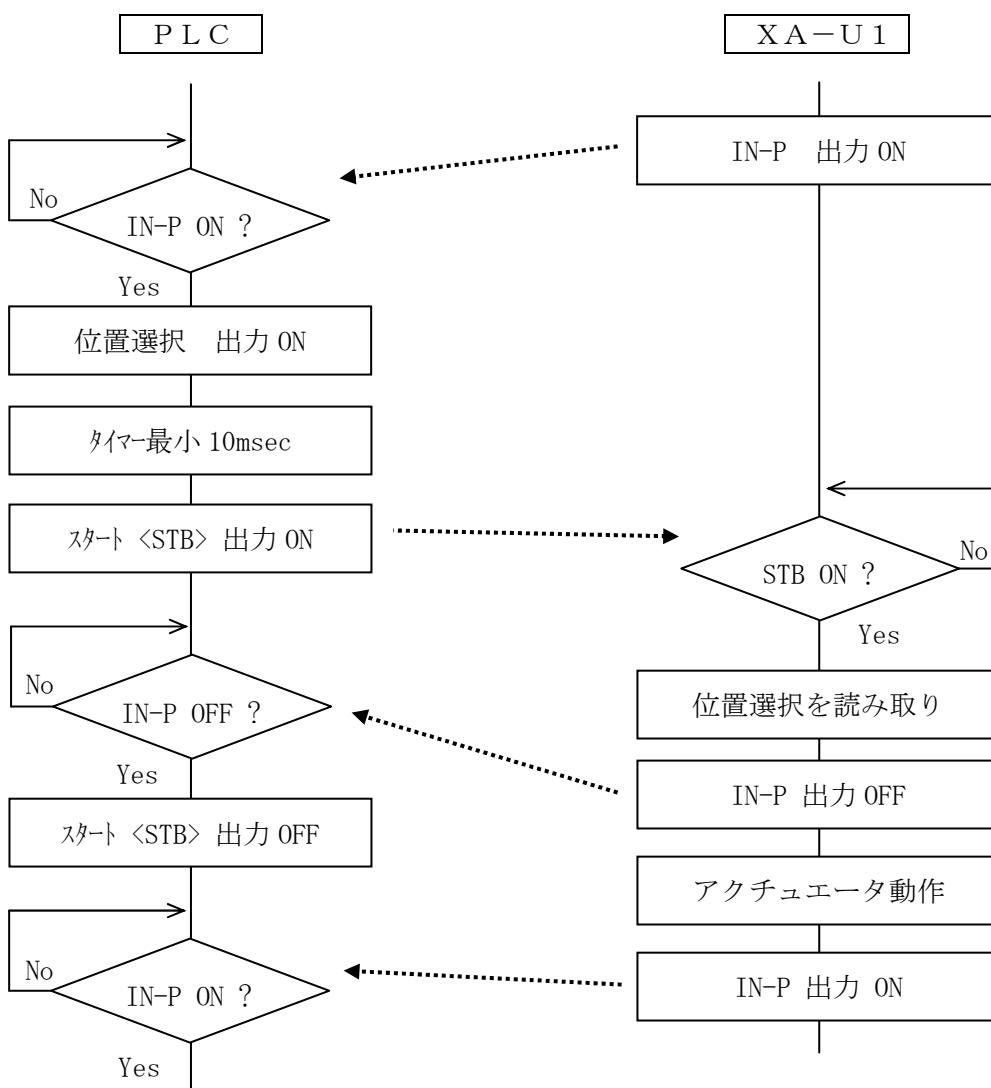 ＰＬＣ
IN-P ON ?
No
Yes
位置選択　出力 ON
ﾀｲﾏｰ最小 10msec
ｽﾀｰﾄ <STB> 出力 ON
IN-P OFF ?
No
Yes
ｽﾀｰﾄ <STB> 出力 OFF
IN-P ON ?
No
Yes
ＸＡ－Ｕ１
IN-P　出力 ON
STB ON ?
No
Yes
位置選択を読み取り
IN-P 出力 OFF
アクチュエータ動作
IN-P 出力 ON